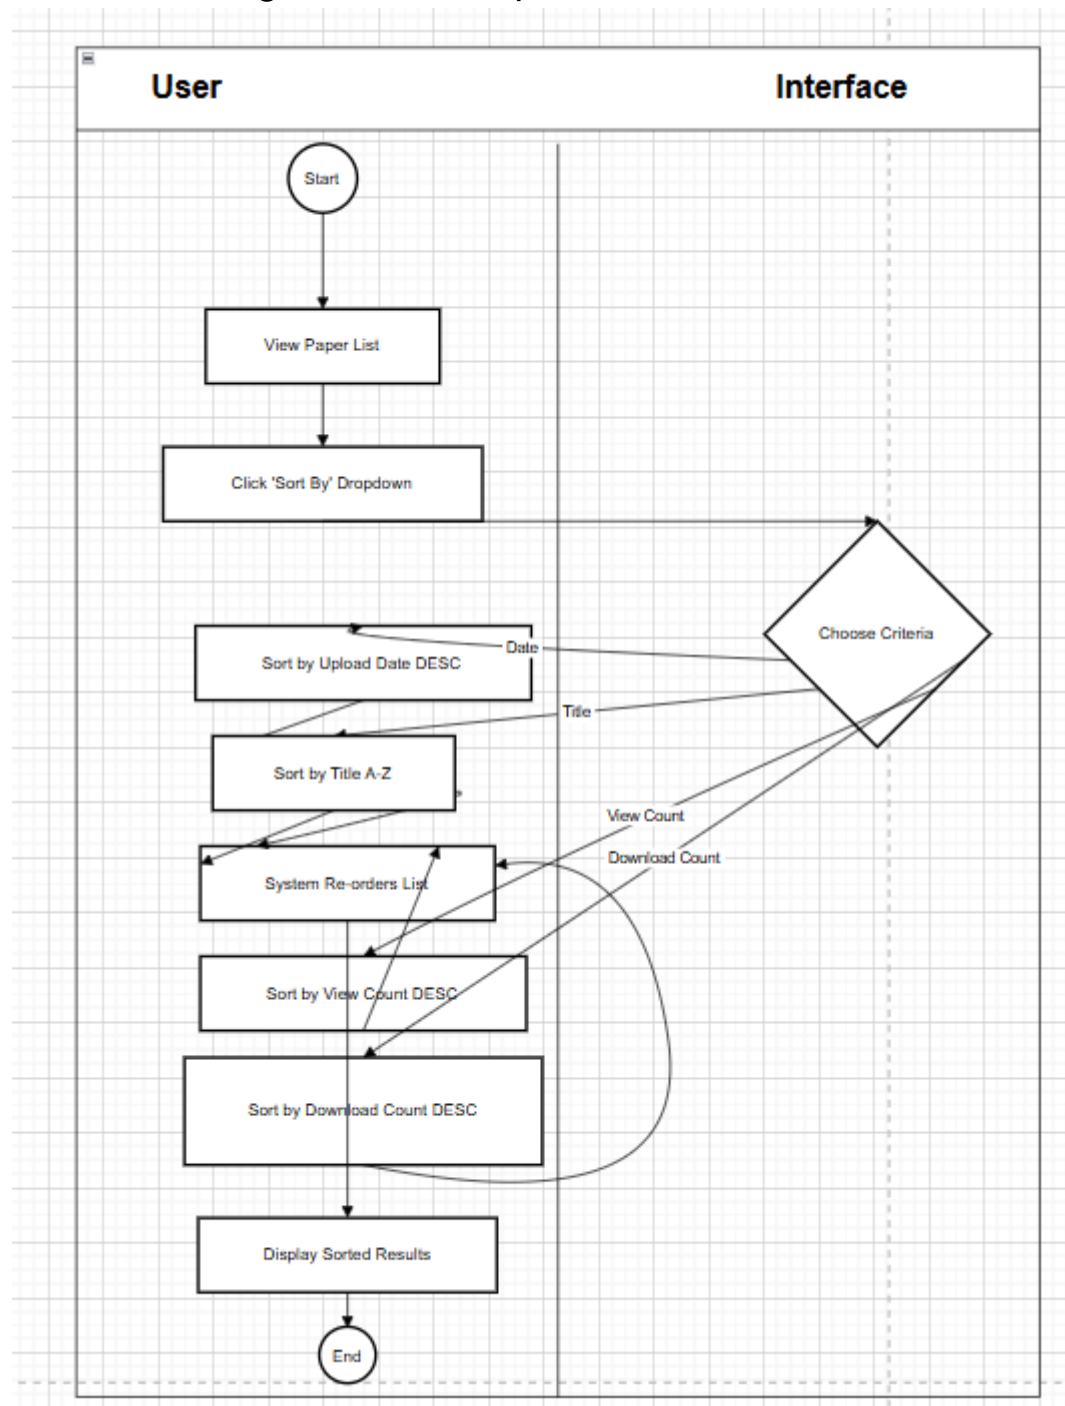 User
Interface
Start
View Paper List
Click 'Sort By' Dropdown
Choose Criteria
Date
Sort by Upload Date DESC
Title
Sort by Title A-Z
View Count
Download Count
System Re-orders List
Sort by View Count DESC
Sort by Download Count DESC
Display Sorted Results
End